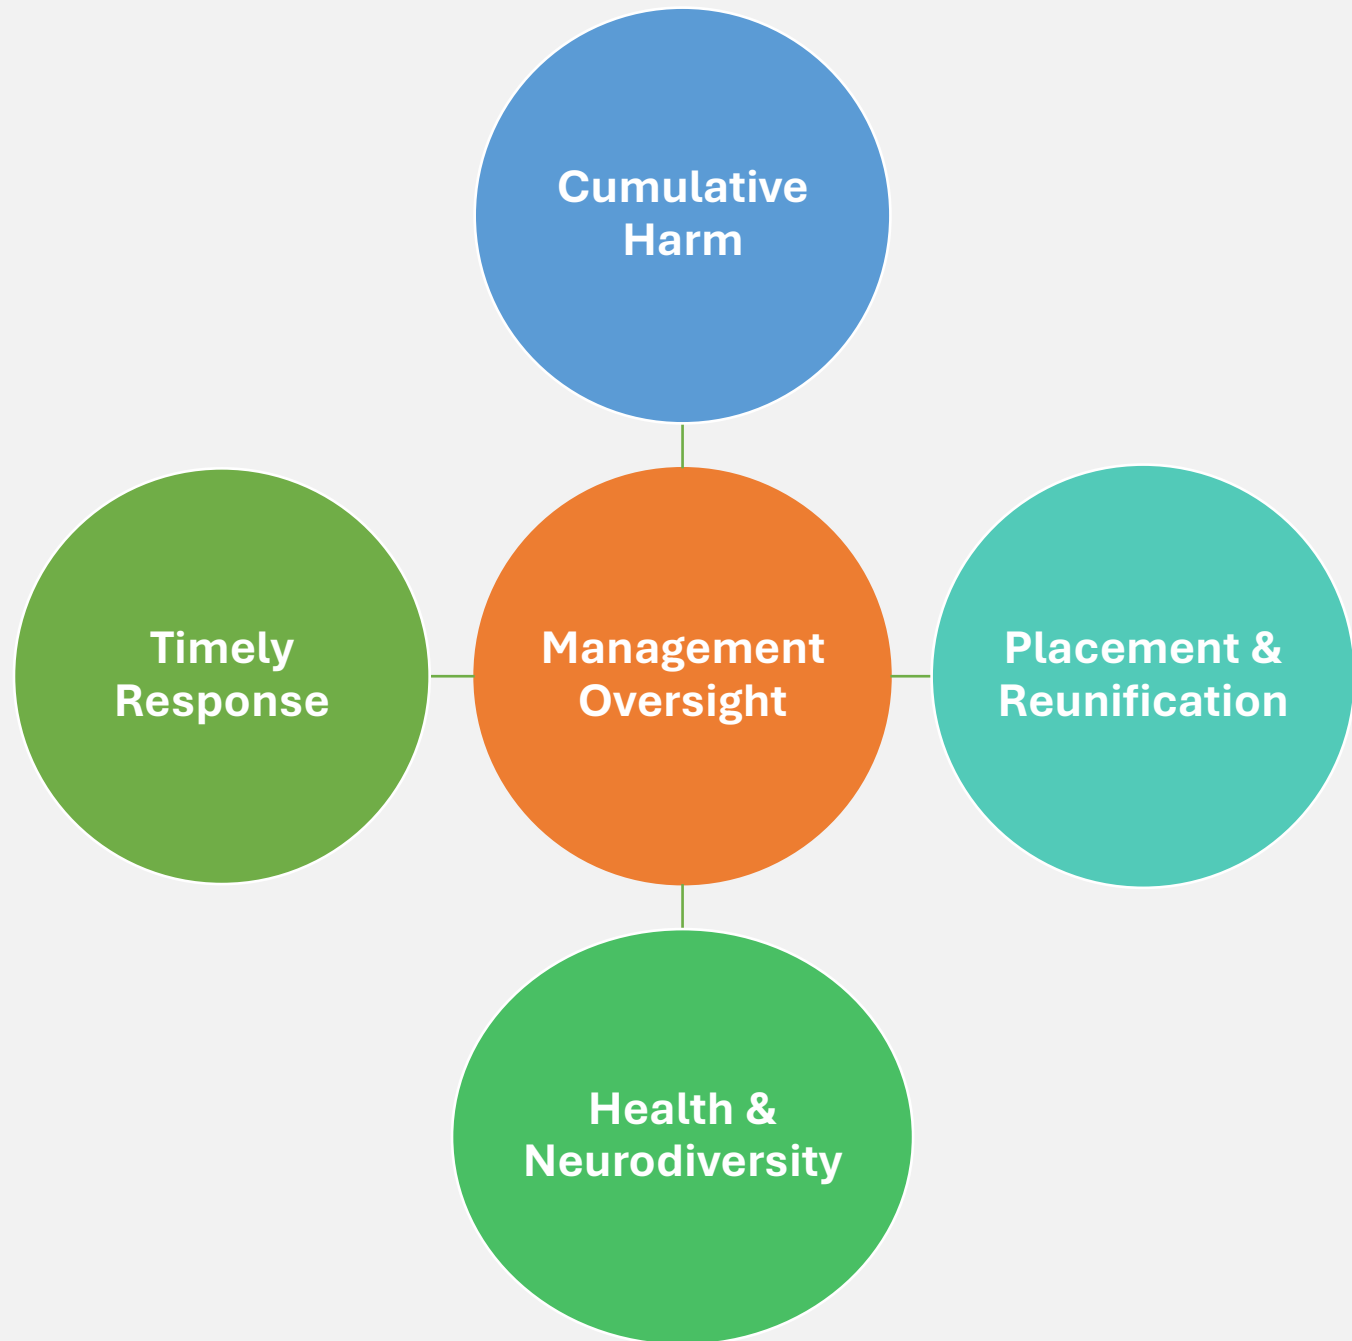 Cumulative
Harm
Timely
Response
Management
Oversight
Placement &
Reunification
Health &
Neurodiversity